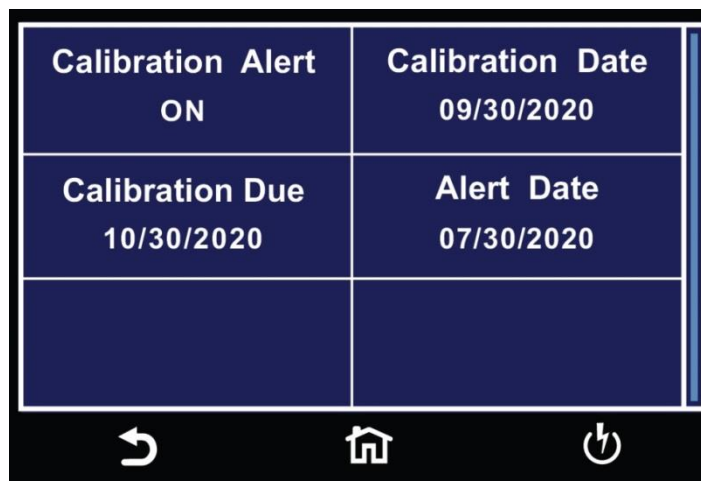 Calibration Alert
ON
Calibration Date
09/30/2020
Calibration Due
10/30/2020
Alert Date
07/30/2020